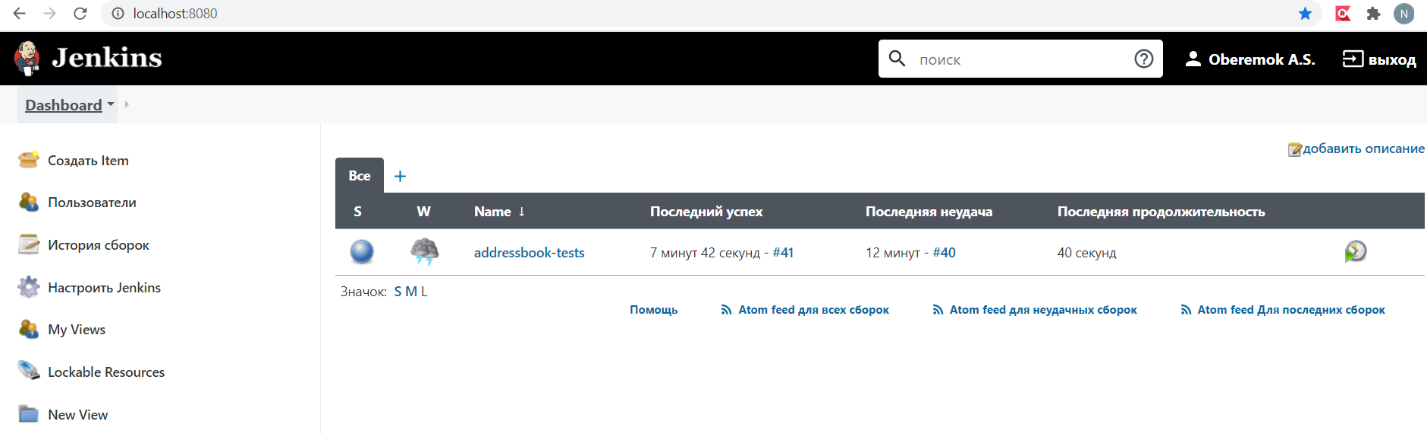 localhost:8080
N
Jenkins
поиск
Oberemok A.S.
выход
Dashboard
Создать Item
Пользователи
История сборок
Настроить Jenkins
My Views
Lockable Resources
New View
добавить описание
Все +
S W Name ↓ Последний успех Последняя неудача Последняя продолжительность
addressbook-tests 7 минут 42 секунд - #41 12 минут - #40 40 секунд
Значок: S M L
Помощь Atom feed для всех сборок Atom feed для неудачных сборок Atom feed Для последних сборок